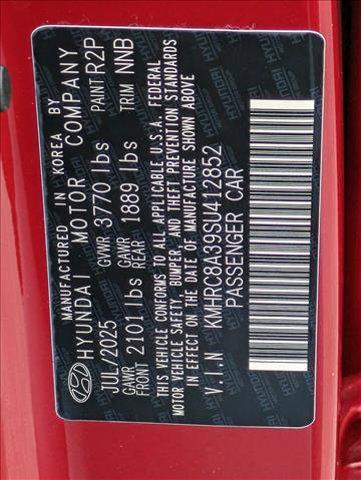 MANUFACTURED IN KOREA BY
HYUNDAI MOTOR COMPANY
JUL/2025 GVWR 3770 lbs PAINT R2P
GAWR FRONT 2101 lbs GAWR REAR 1889 lbs TRIM NNB
THIS VEHICLE CONFORMS TO ALL APPLICABLE U.S.A. FEDERAL
MOTOR VEHICLE SAFETY, BUMPER, AND THEFT PREVENTION STANDARDS
IN EFFECT ON THE DATE OF MANUFACTURE SHOWN ABOVE
V.I.N KMHRC8A39SU412852
PASSENGER CAR